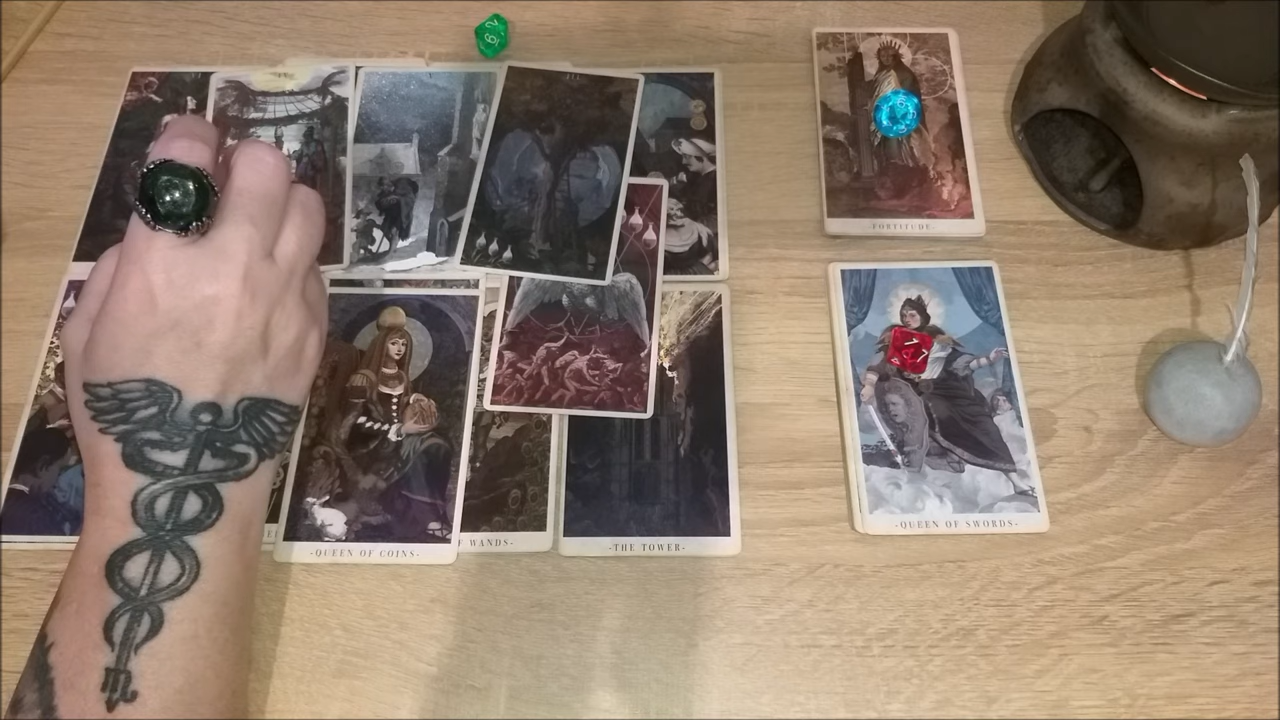 -FORTITUDE-
-QUEEN OF SWORDS-
-QUEEN OF COINS-
F WANDS-
-THE TOWER-